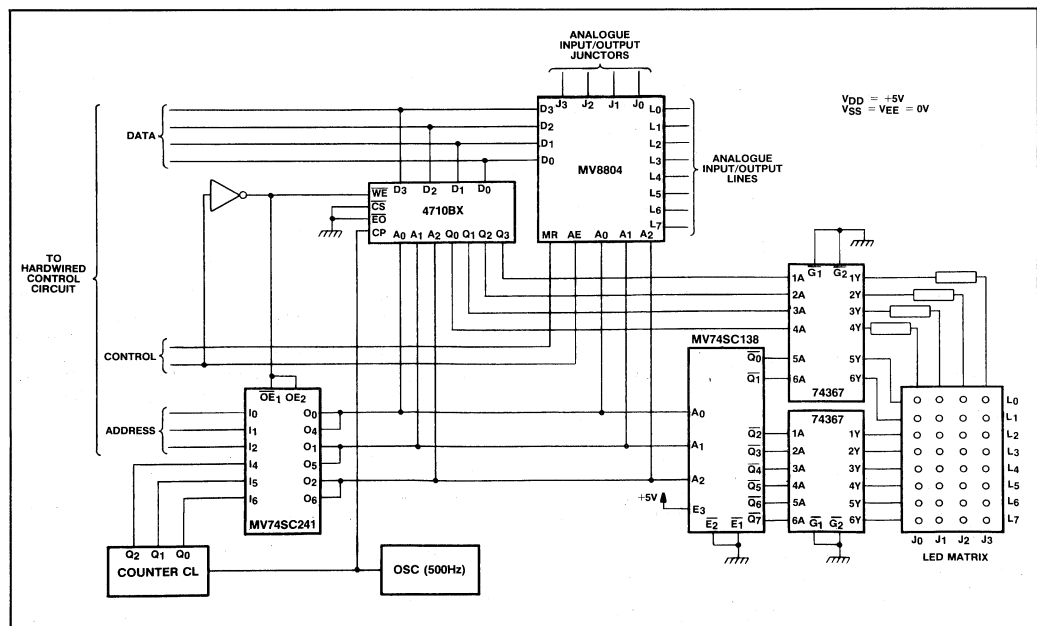 ANALOGUE
INPUT/OUTPUT
JUNCTORS
J3 J2 J1 J0
VDD = +5V
VSS = VEE = 0V
DATA
D3
D2
D1
D0
MV8804
L0
L1
L2
L3
L4
L5
L6
L7
ANALOGUE
INPUT/OUTPUT
LINES
MR AE A0 A1 A2
D3 D2 D1 D0
WE
CS
EO
CP
4710BX
A0 A1 A2 Q0 Q1 Q2 Q3
TO
HARDWIRED
CONTROL
CIRCUIT
CONTROL
ADDRESS
OE1 OE2
I0
I1
I2
I4
I5
I6
O0
O4
O1
O5
O2
O6
MV74SC241
Q2 Q1 Q0
COUNTER CL
OSC (500Hz)
MV74SC138
A0
A1
A2
+5V
E3
E2 E1
Q0
Q1
Q2
Q3
Q4
Q5
Q6
Q7
G1 G2
1A 1Y
2A 2Y
3A 3Y
4A 4Y
5A 5Y
6A 6Y
74367
74367
1A 1Y
2A 2Y
3A 3Y
4A 4Y
5A 5Y
6A 6Y
G1 G2
L0
L1
L2
L3
L4
L5
L6
L7
J0 J1 J2 J3
LED MATRIX